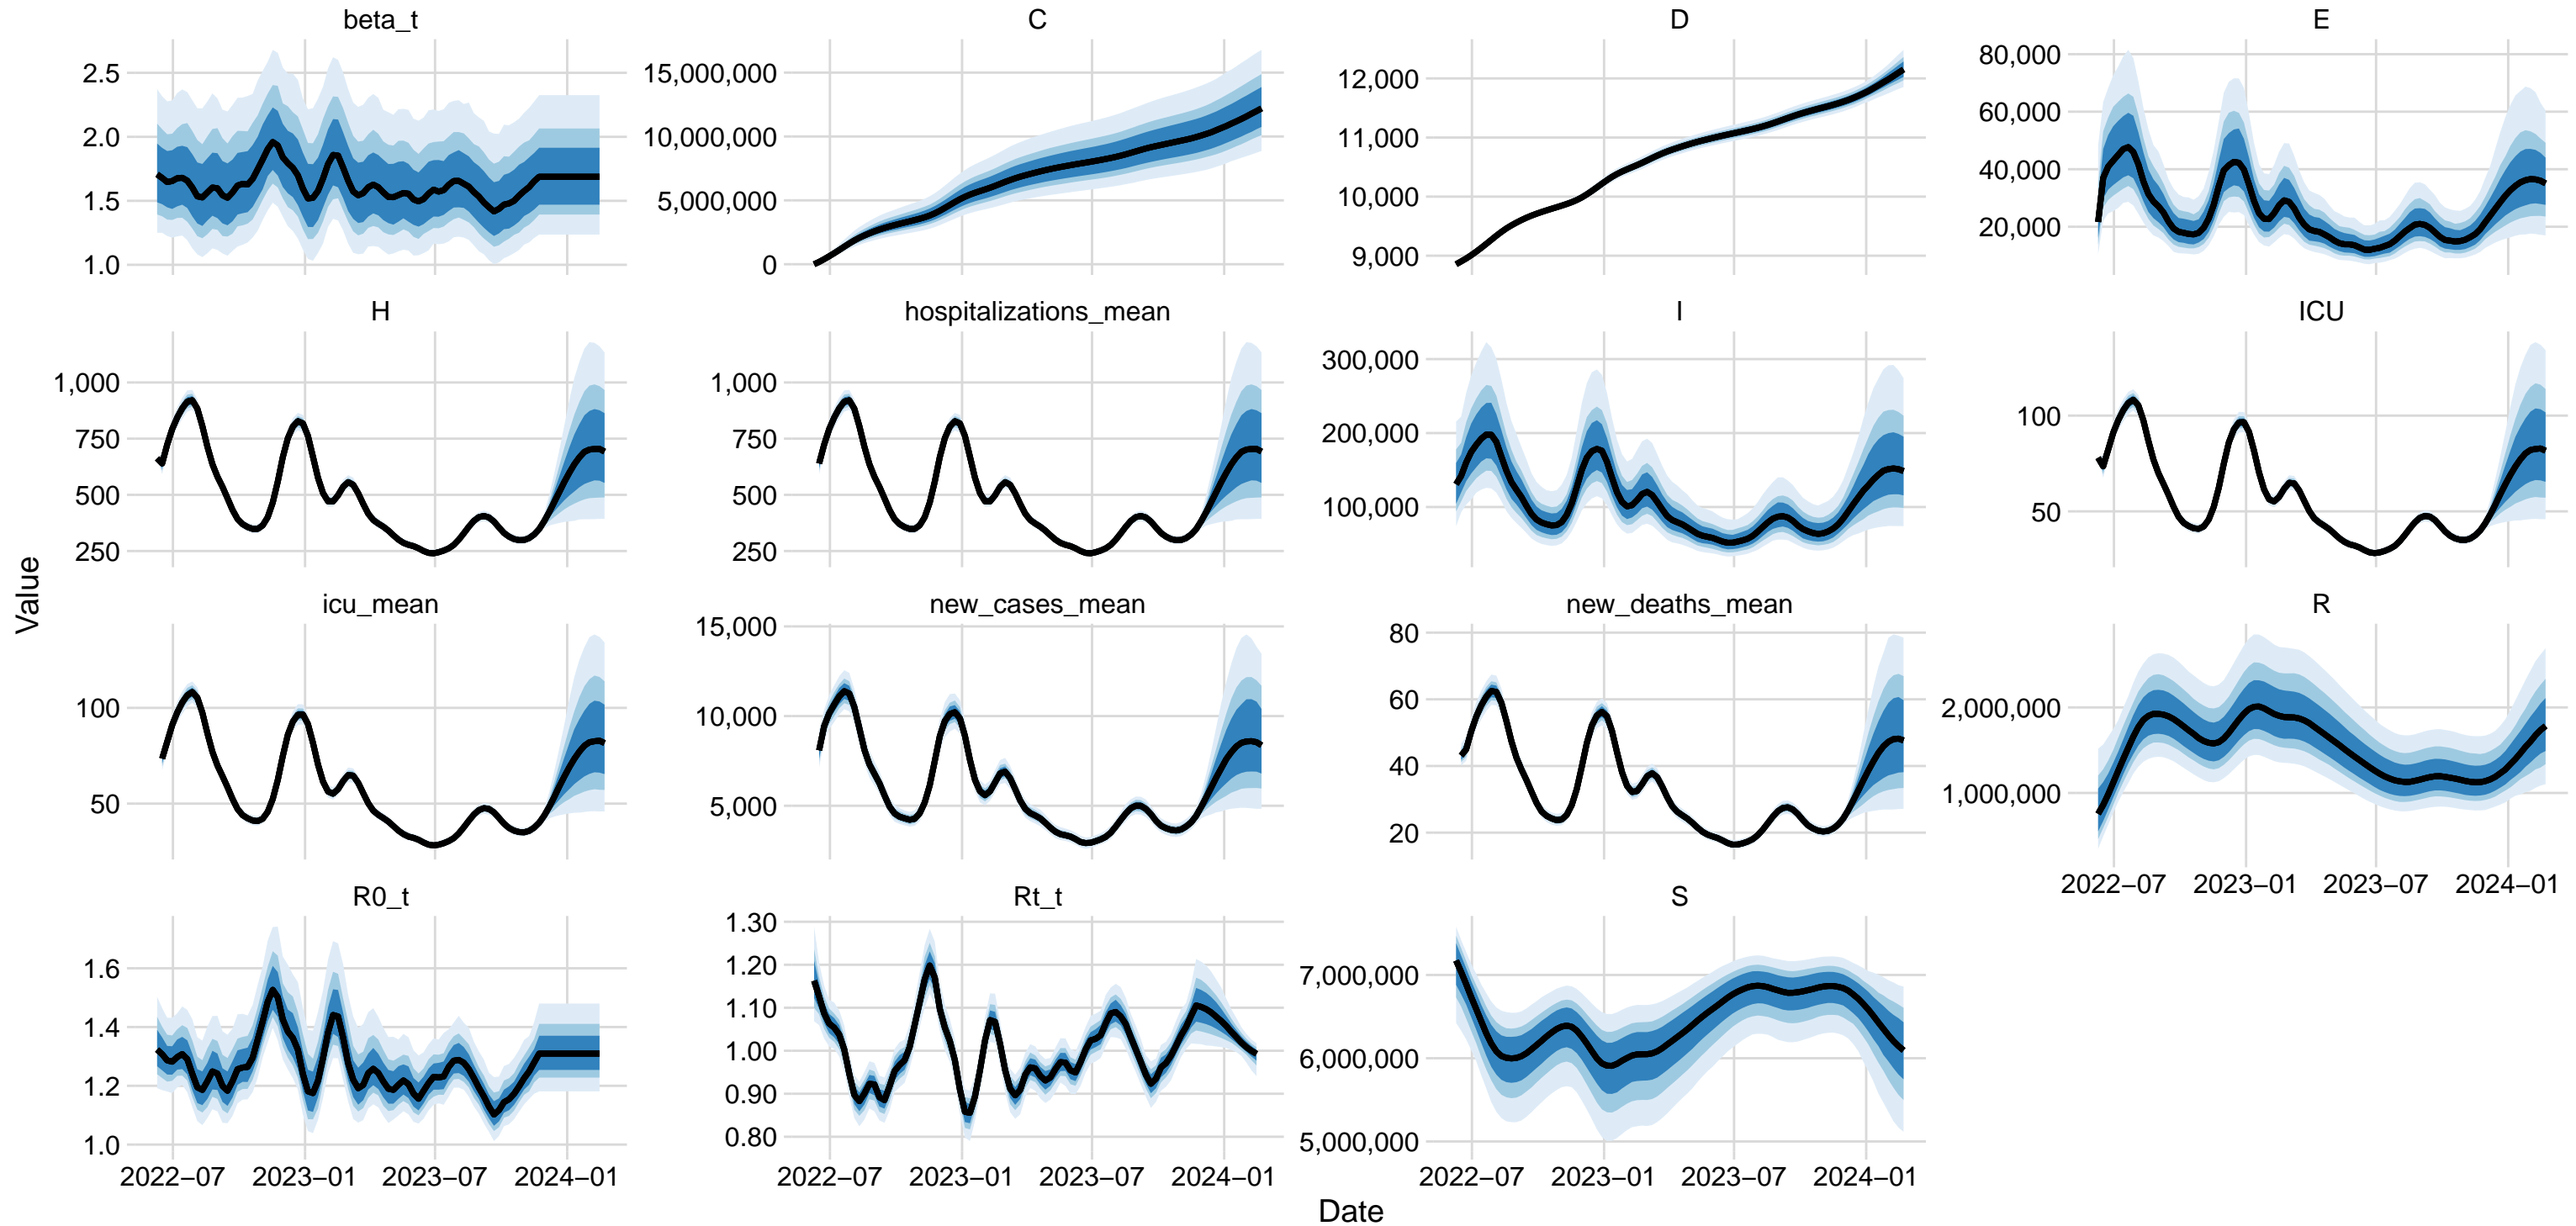 beta_t
C
D
E
2.5
2.0
1.5
1.0
15,000,000
10,000,000
5,000,000
0
12,000
11,000
10,000
9,000
80,000
60,000
40,000
20,000
H
hospitalizations_mean
I
ICU
1,000
750
500
250
1,000
750
500
250
300,000
200,000
100,000
100
50
Value
icu_mean
new_cases_mean
new_deaths_mean
R
100
50
15,000
10,000
5,000
80
60
40
20
2,000,000
1,000,000
2022−07 2023−01 2023−07 2024−01
R0_t
Rt_t
S
1.6
1.4
1.2
1.0
1.30
1.20
1.10
1.00
0.90
0.80
7,000,000
6,000,000
5,000,000
2022−07 2023−01 2023−07 2024−01
2022−07 2023−01 2023−07 2024−01
2022−07 2023−01 2023−07 2024−01
Date